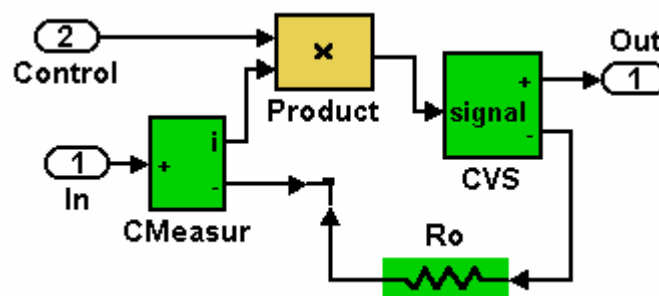 2
Control
×
Product
Out
1
+
signal
-
CVS
1
In
+
i
-
CMeasur
Ro